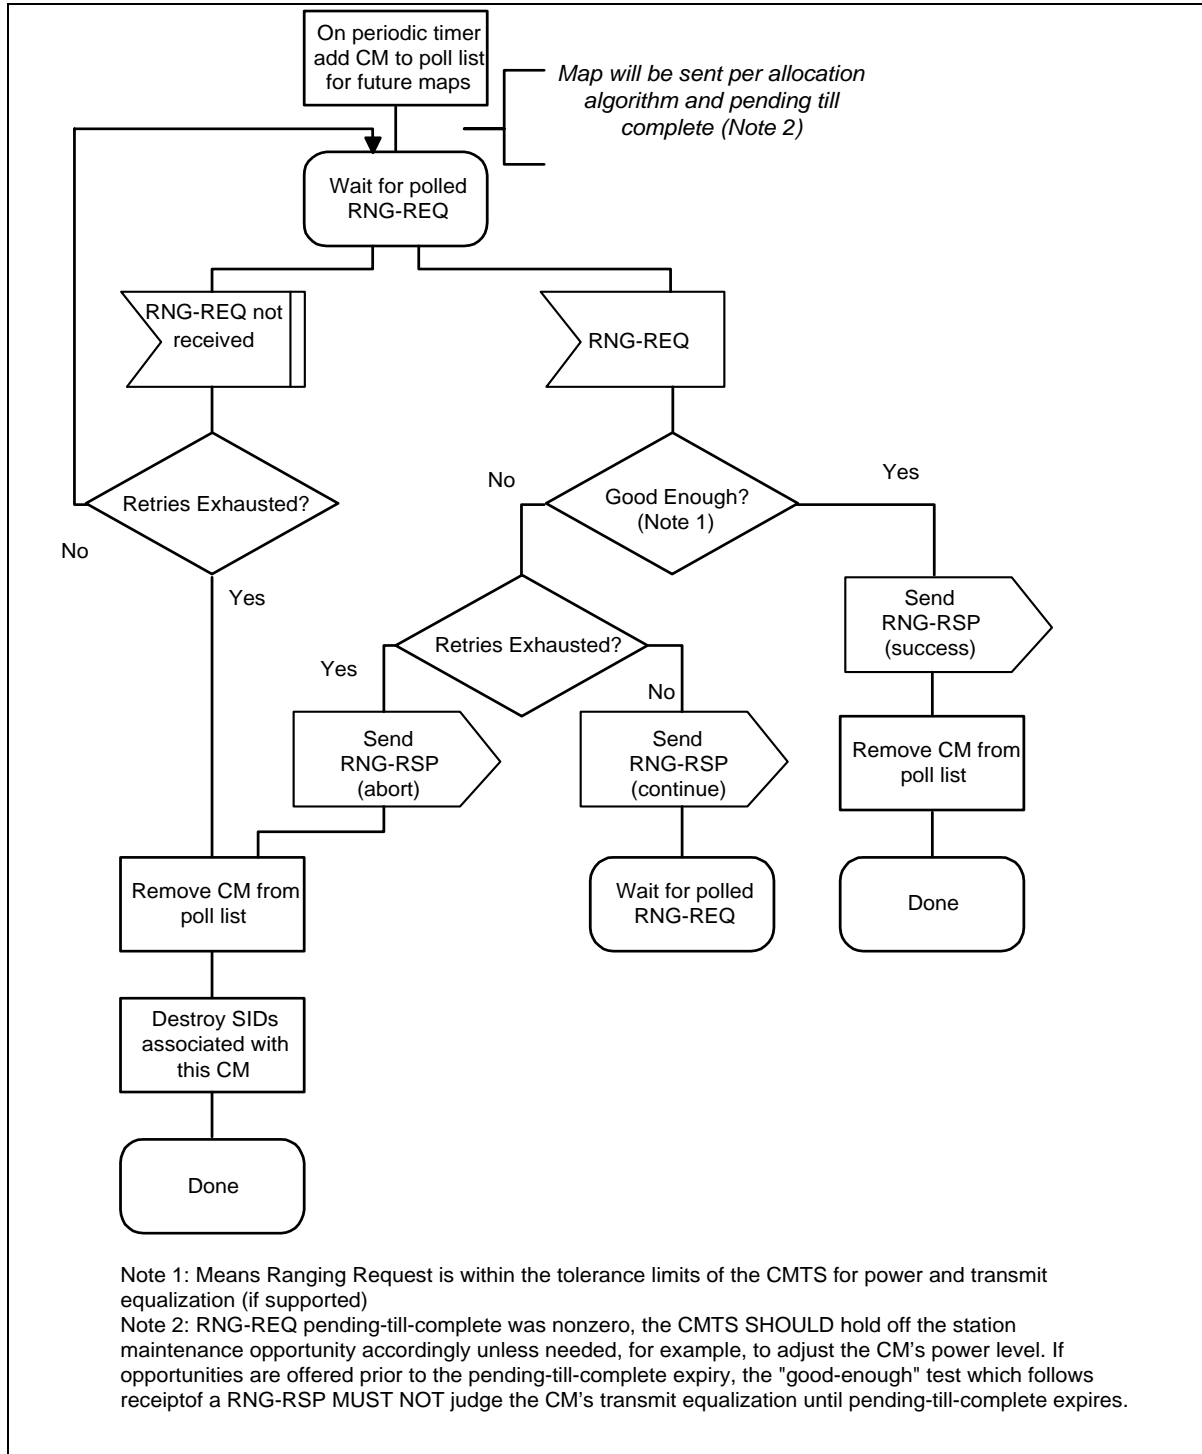 On periodic timer
add CM to poll list
for future maps
Map will be sent per allocation
algorithm and pending till
complete (Note 2)
Wait for polled
RNG-REQ
RNG-REQ not
received
RNG-REQ
Retries Exhausted?
No
Yes
Good Enough?
(Note 1)
No
Yes
Retries Exhausted?
Yes
No
Send
RNG-RSP
(success)
Send
RNG-RSP
(abort)
Send
RNG-RSP
(continue)
Remove CM from
poll list
Remove CM from
poll list
Wait for polled
RNG-REQ
Done
Destroy SIDs
associated with
this CM
Done
Note 1: Means Ranging Request is within the tolerance limits of the CMTS for power and transmit
equalization (if supported)
Note 2: RNG-REQ pending-till-complete was nonzero, the CMTS SHOULD hold off the station
maintenance opportunity accordingly unless needed, for example, to adjust the CM's power level. If
opportunities are offered prior to the pending-till-complete expiry, the "good-enough" test which follows
receiptof a RNG-RSP MUST NOT judge the CM's transmit equalization until pending-till-complete expires.